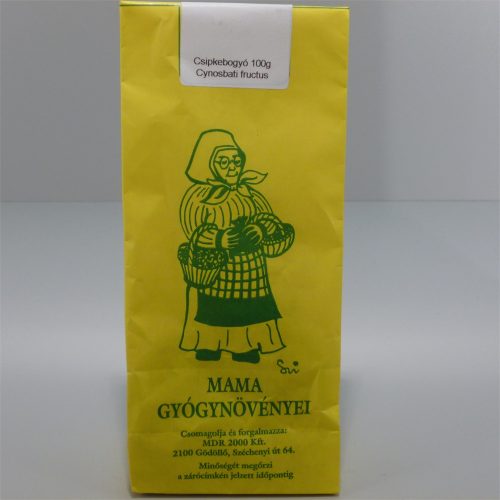 Csipkebogyó 100g
Cynosbati fructus
MAMA
GYÓGYNÖVÉNYEI
Csomagolja és forgalmazza:
MDR 2000 Kft.
2100 Gödöllő, Széchenyi út 64.
Minőségét megőrzi
a zárócímkén jelzett időpontig